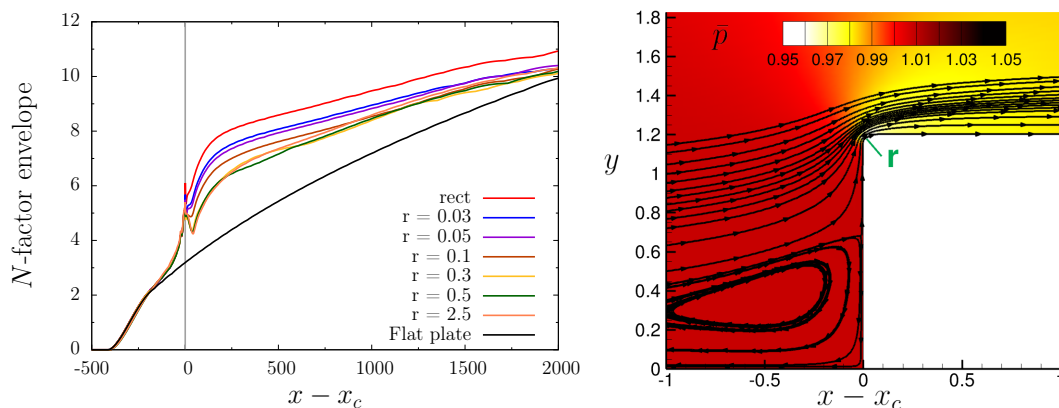 N-factor envelope
12
10
8
6
4
2
0
-500
0
500
1000
1500
2000
x − x_c
rect
r = 0.03
r = 0.05
r = 0.1
r = 0.3
r = 0.5
r = 2.5
Flat plate
y
1.8
1.6
1.4
1.2
1
0.8
0.6
0.4
0.2
0
-1
-0.5
0
0.5
1
x − x_c
p̄
0.95 0.97 0.99 1.01 1.03 1.05
r